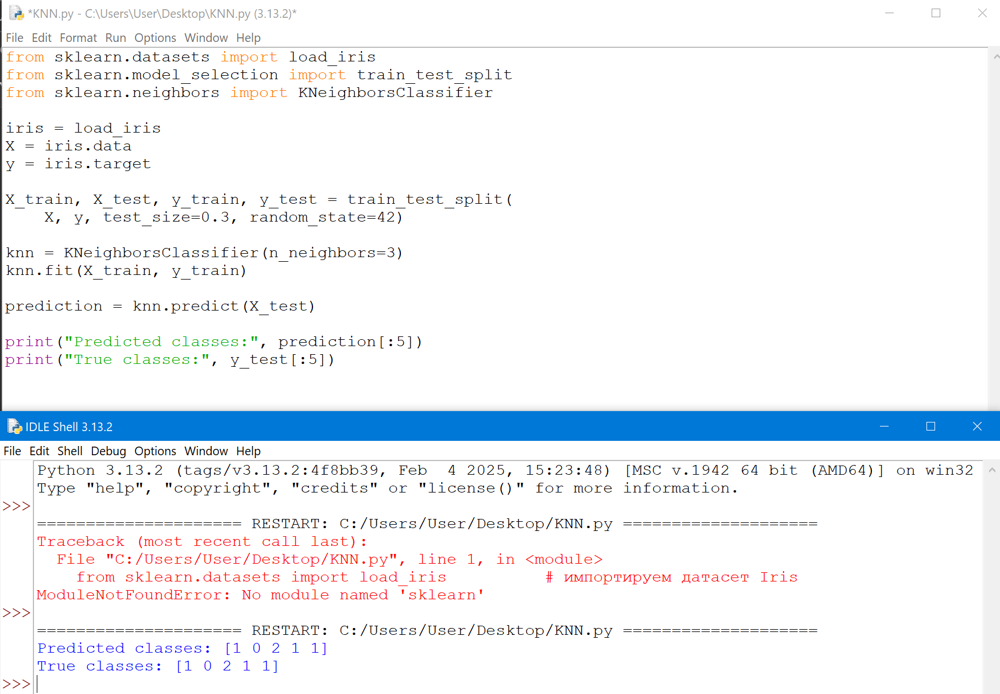 *KNN.py - C:\Users\User\Desktop\KNN.py (3.13.2)*
File Edit Format Run Options Window Help
from sklearn.datasets import load_iris
from sklearn.model_selection import train_test_split
from sklearn.neighbors import KNeighborsClassifier
iris = load_iris
X = iris.data
y = iris.target
X_train, X_test, y_train, y_test = train_test_split(
    X, y, test_size=0.3, random_state=42)
knn = KNeighborsClassifier(n_neighbors=3)
knn.fit(X_train, y_train)
prediction = knn.predict(X_test)
print("Predicted classes:", prediction[:5])
print("True classes:", y_test[:5])
IDLE Shell 3.13.2
File Edit Shell Debug Options Window Help
Python 3.13.2 (tags/v3.13.2:4f8bb39, Feb  4 2025, 15:23:48) [MSC v.1942 64 bit (AMD64)] on win32
Type "help", "copyright", "credits" or "license()" for more information.
>>>
===================== RESTART: C:/Users/User/Desktop/KNN.py ====================
Traceback (most recent call last):
  File "C:/Users/User/Desktop/KNN.py", line 1, in <module>
    from sklearn.datasets import load_iris          # импортируем датасет Iris
ModuleNotFoundError: No module named 'sklearn'
>>>
===================== RESTART: C:/Users/User/Desktop/KNN.py ====================
Predicted classes: [1 0 2 1 1]
True classes: [1 0 2 1 1]
>>>